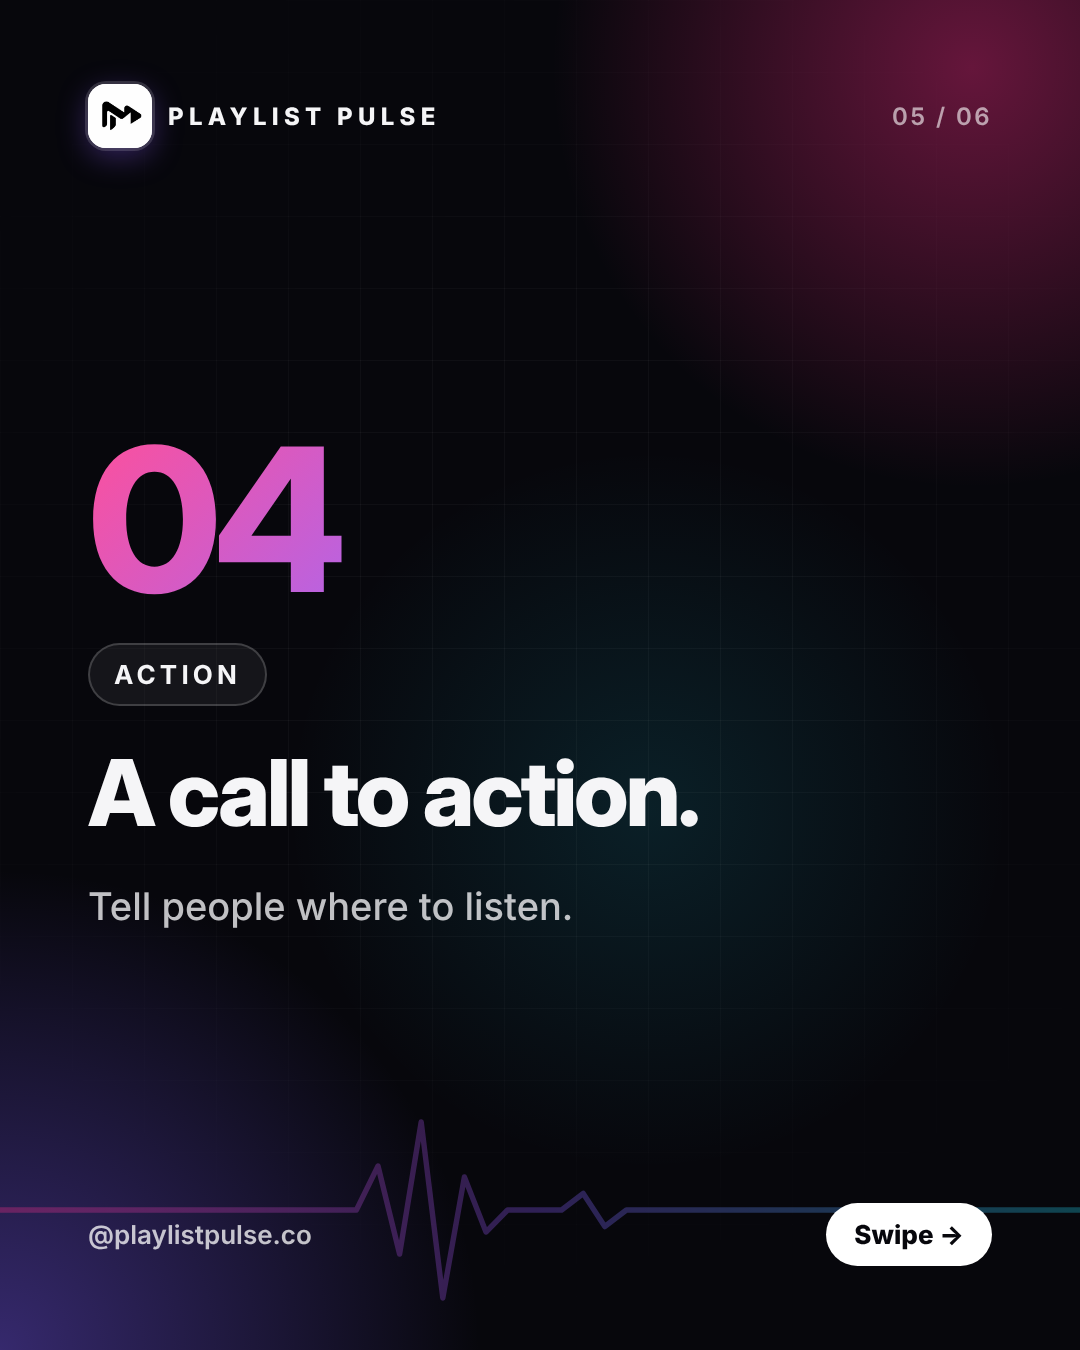 PLAYLIST PULSE
05 / 06
04
ACTION
A call to action.
Tell people where to listen.
@playlistpulse.co
Swipe →